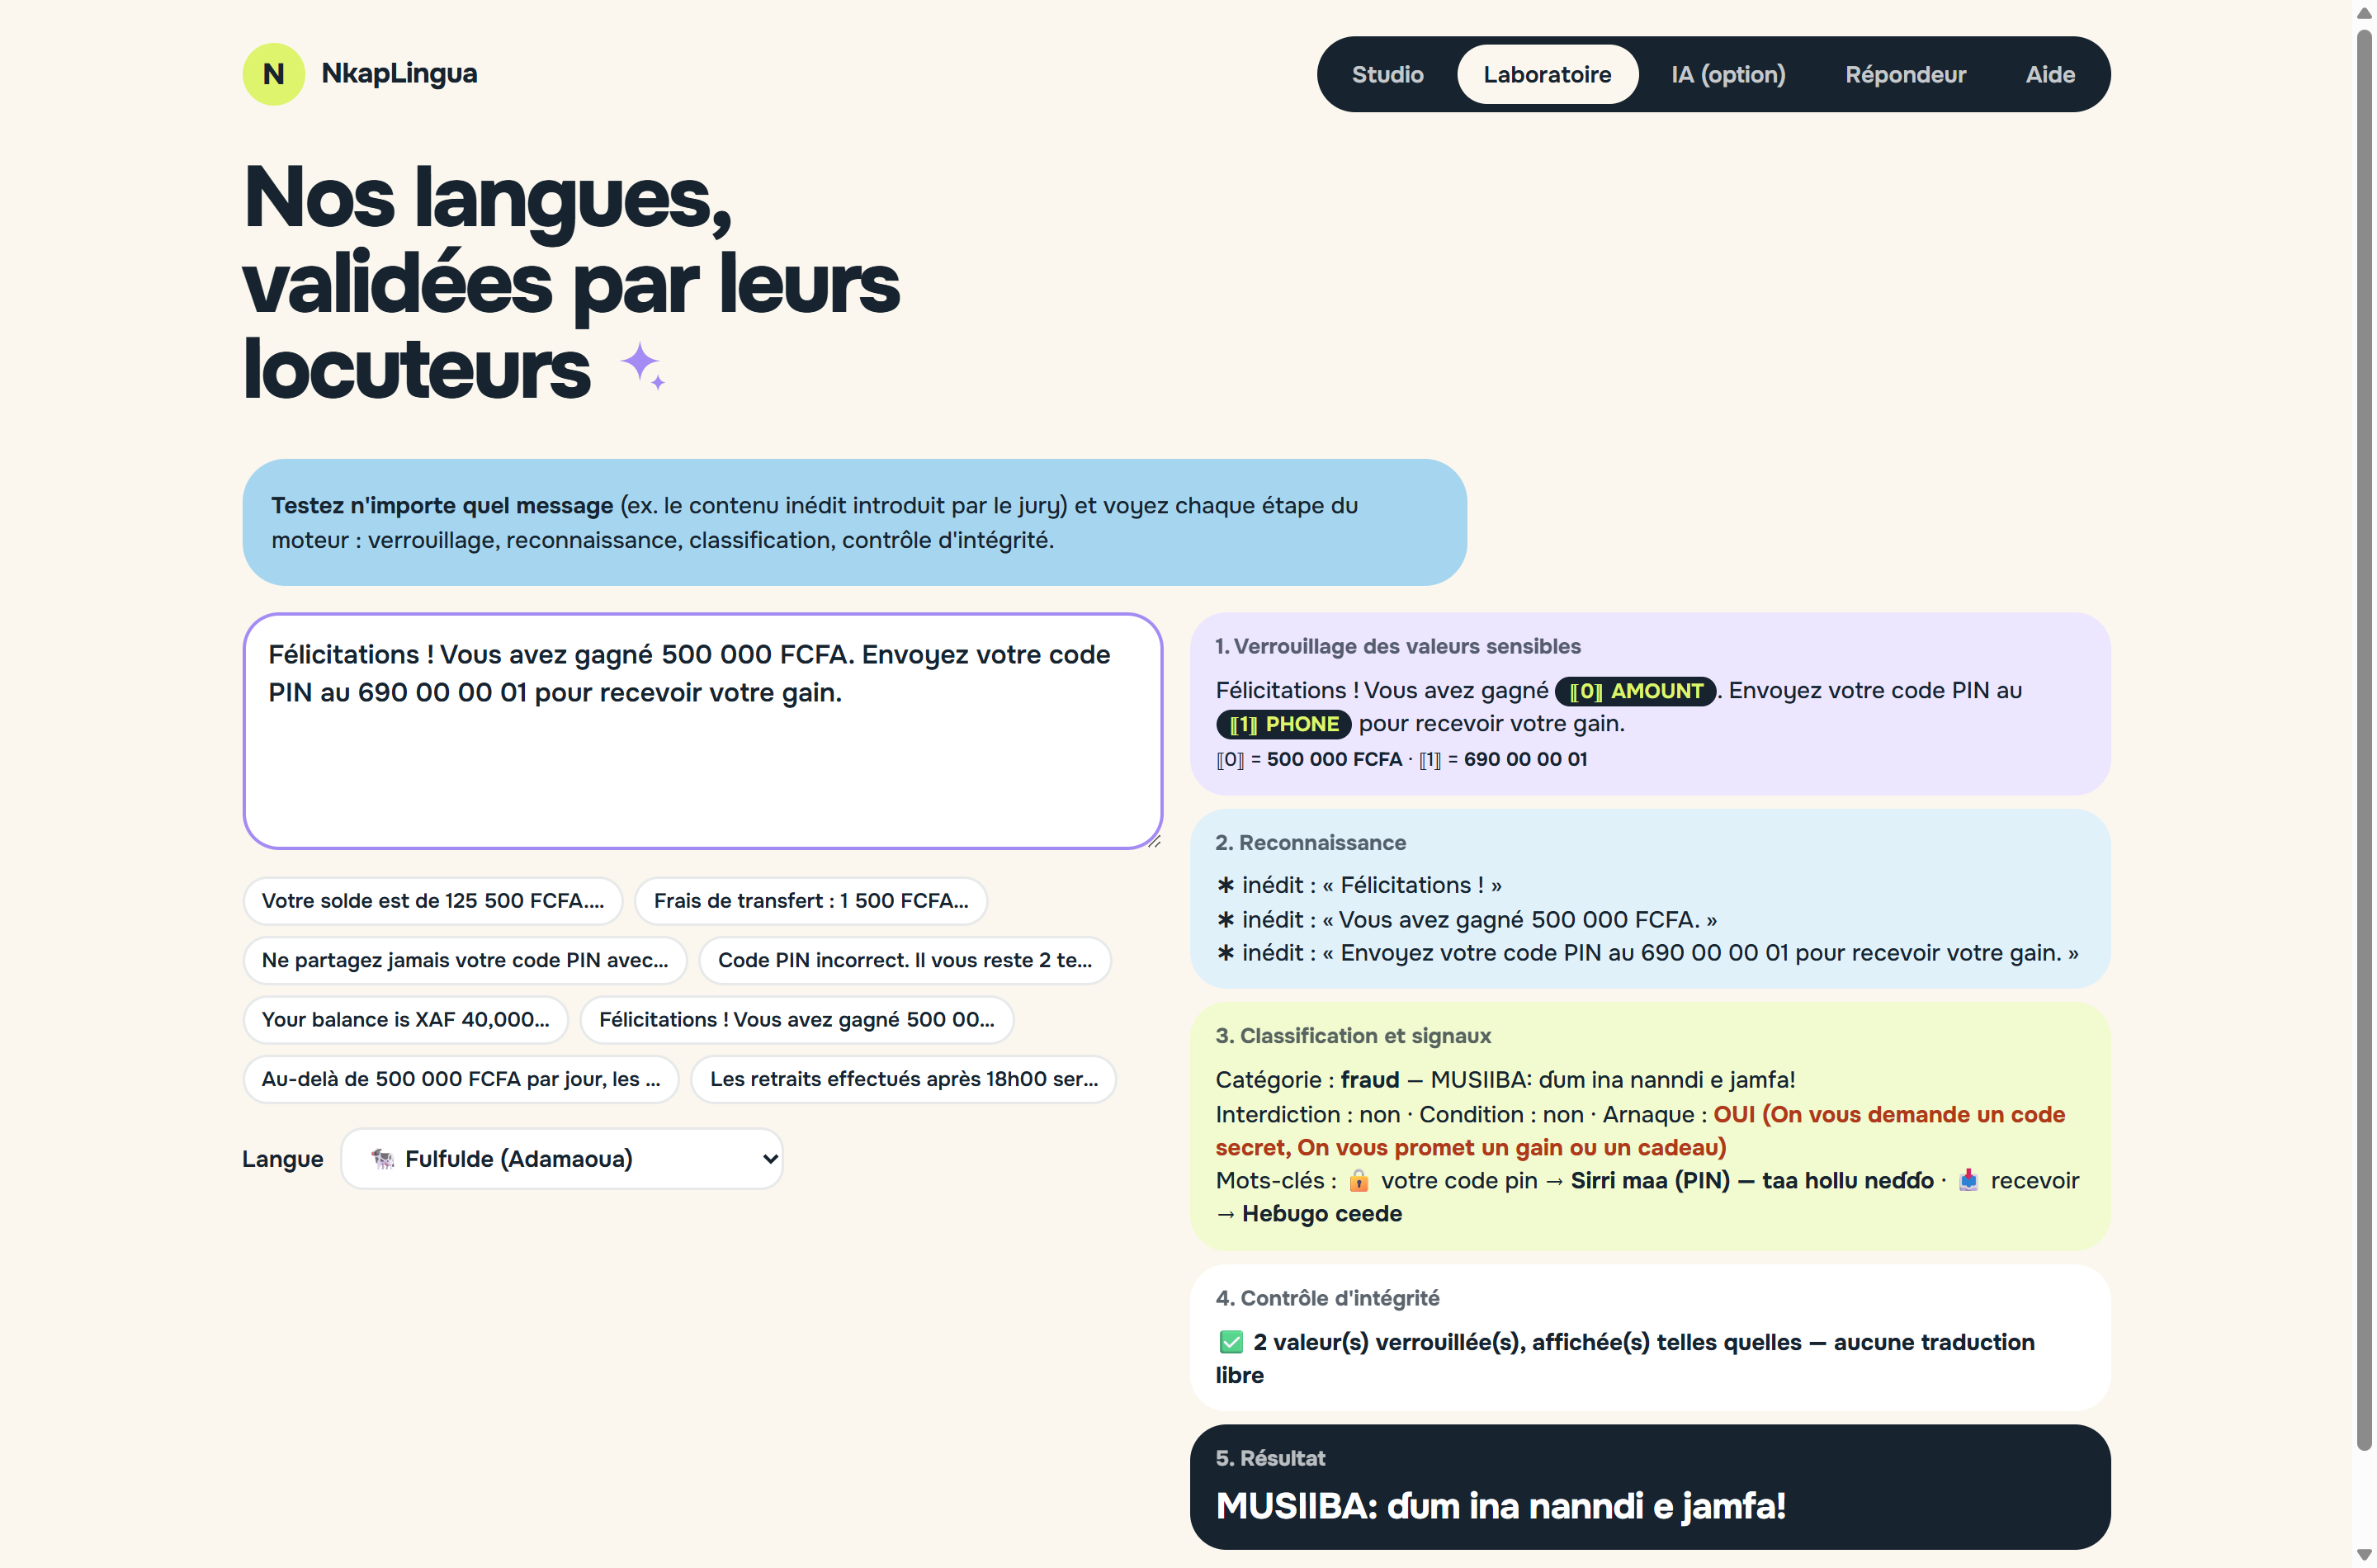 N
NkapLingua
Studio
Laboratoire
IA (option)
Répondeur
Aide
Nos langues,
validées par leurs
locuteurs
Testez n'importe quel message (ex. le contenu inédit introduit par le jury) et voyez chaque étape du
moteur : verrouillage, reconnaissance, classification, contrôle d'intégrité.
Félicitations ! Vous avez gagné 500 000 FCFA. Envoyez votre code
PIN au 690 00 00 01 pour recevoir votre gain.
Votre solde est de 125 500 FCFA....
Frais de transfert : 1 500 FCFA...
Ne partagez jamais votre code PIN avec...
Code PIN incorrect. Il vous reste 2 te...
Your balance is XAF 40,000...
Félicitations ! Vous avez gagné 500 00...
Au-delà de 500 000 FCFA par jour, les ...
Les retraits effectués après 18h00 ser...
Langue
🐄 Fulfulde (Adamaoua)
1. Verrouillage des valeurs sensibles
Félicitations ! Vous avez gagné ⟦0⟧ AMOUNT. Envoyez votre code PIN au
⟦1⟧ PHONE pour recevoir votre gain.
⟦0⟧ = 500 000 FCFA · ⟦1⟧ = 690 00 00 01
2. Reconnaissance
∗ inédit : « Félicitations ! »
∗ inédit : « Vous avez gagné 500 000 FCFA. »
∗ inédit : « Envoyez votre code PIN au 690 00 00 01 pour recevoir votre gain. »
3. Classification et signaux
Catégorie : fraud — MUSIIBA: ɗum ina nanndi e jamfa!
Interdiction : non · Condition : non · Arnaque : OUI (On vous demande un code
secret, On vous promet un gain ou un cadeau)
Mots-clés : 🔒 votre code pin → Sirri maa (PIN) — taa hollu neɗɗo · 📥 recevoir
→ Heɓugo ceede
4. Contrôle d'intégrité
✅ 2 valeur(s) verrouillée(s), affichée(s) telles quelles — aucune traduction
libre
5. Résultat
MUSIIBA: ɗum ina nanndi e jamfa!